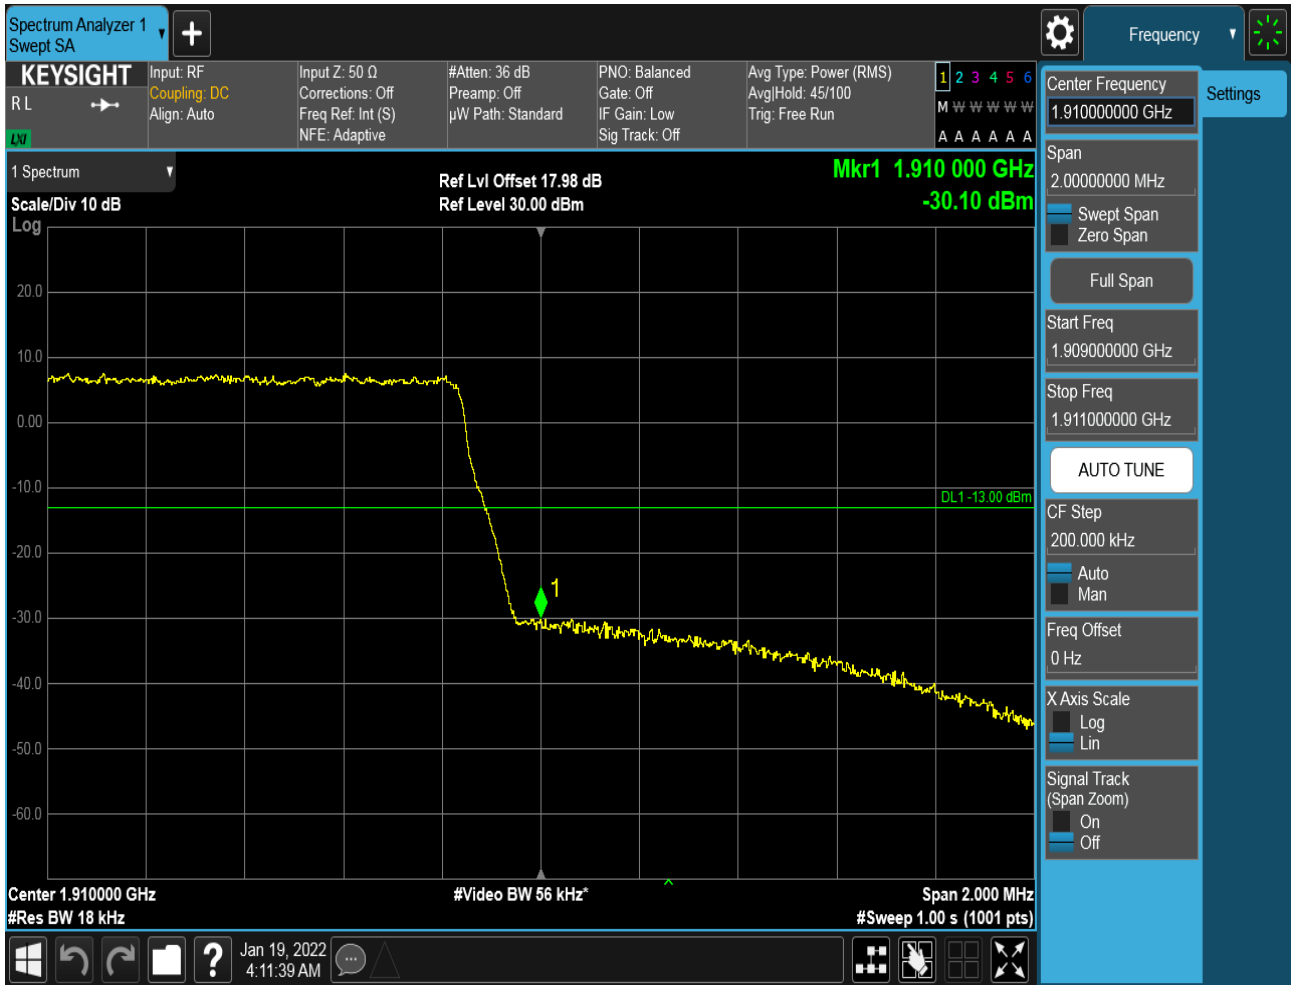 Spectrum Analyzer 1
Swept SA
Frequency
KEYSIGHT
R L
LXI
Input: RF
Coupling: DC
Align: Auto
Input Z: 50 Ω
Corrections: Off
Freq Ref: Int (S)
NFE: Adaptive
#Atten: 36 dB
Preamp: Off
µW Path: Standard
PNO: Balanced
Gate: Off
IF Gain: Low
Sig Track: Off
Avg Type: Power (RMS)
Avg|Hold: 45/100
Trig: Free Run
1 2 3 4 5 6
M W W W W W
A A A A A A
1 Spectrum
Scale/Div 10 dB
Log
Ref Lvl Offset 17.98 dB
Ref Level 30.00 dBm
Mkr1 1.910 000 GHz
-30.10 dBm
20.0
10.0
0.00
-10.0
-20.0
-30.0
-40.0
-50.0
-60.0
DL1 -13.00 dBm
1
Center 1.910000 GHz
#Res BW 18 kHz
#Video BW 56 kHz*
Span 2.000 MHz
#Sweep 1.00 s (1001 pts)
?
Jan 19, 2022
4:11:39 AM
Center Frequency
1.910000000 GHz
Settings
Span
2.00000000 MHz
Swept Span
Zero Span
Full Span
Start Freq
1.909000000 GHz
Stop Freq
1.911000000 GHz
AUTO TUNE
CF Step
200.000 kHz
Auto
Man
Freq Offset
0 Hz
X Axis Scale
Log
Lin
Signal Track
(Span Zoom)
On
Off